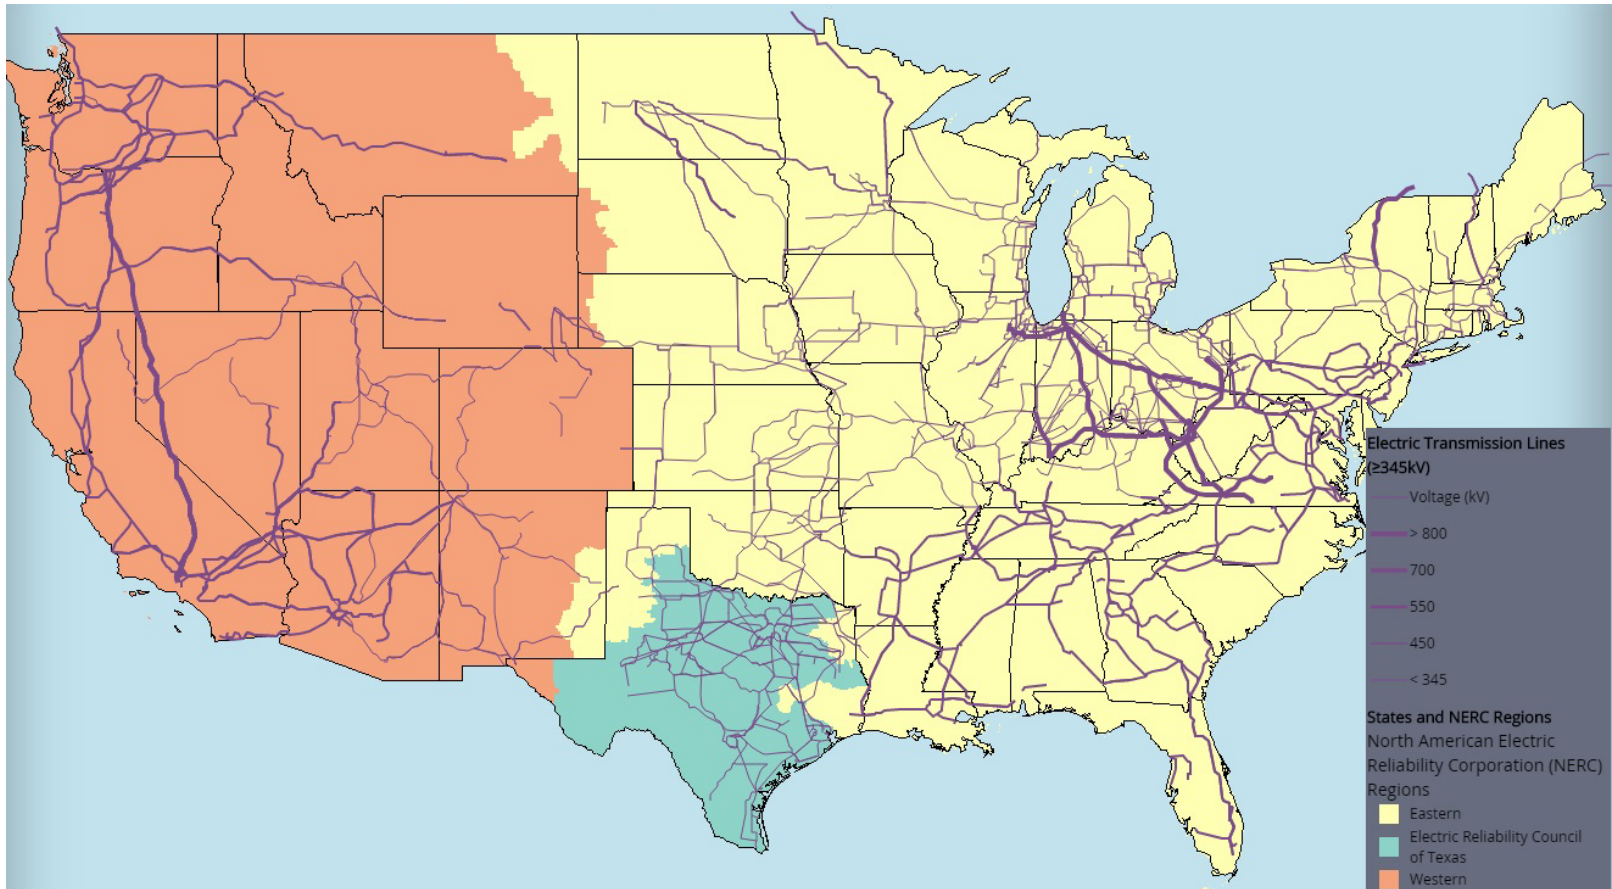 Electric Transmission Lines
(≥345kV)
Voltage (kV)
> 800
700
550
450
< 345
States and NERC Regions
North American Electric
Reliability Corporation (NERC)
Regions
Eastern
Electric Reliability Council
of Texas
Western